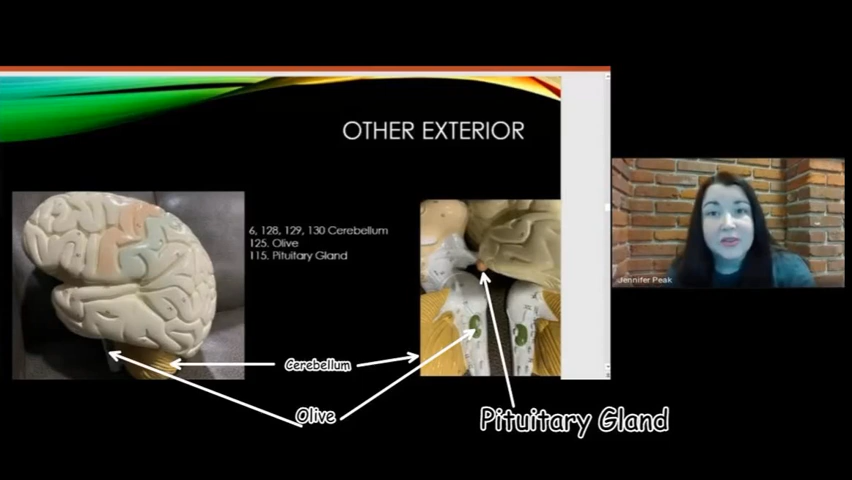 OTHER EXTERIOR
6, 128, 129, 130 Cerebellum
125. Olive
115. Pituitary Gland
Jennifer Peak
Cerebellum
Olive
Pituitary Gland